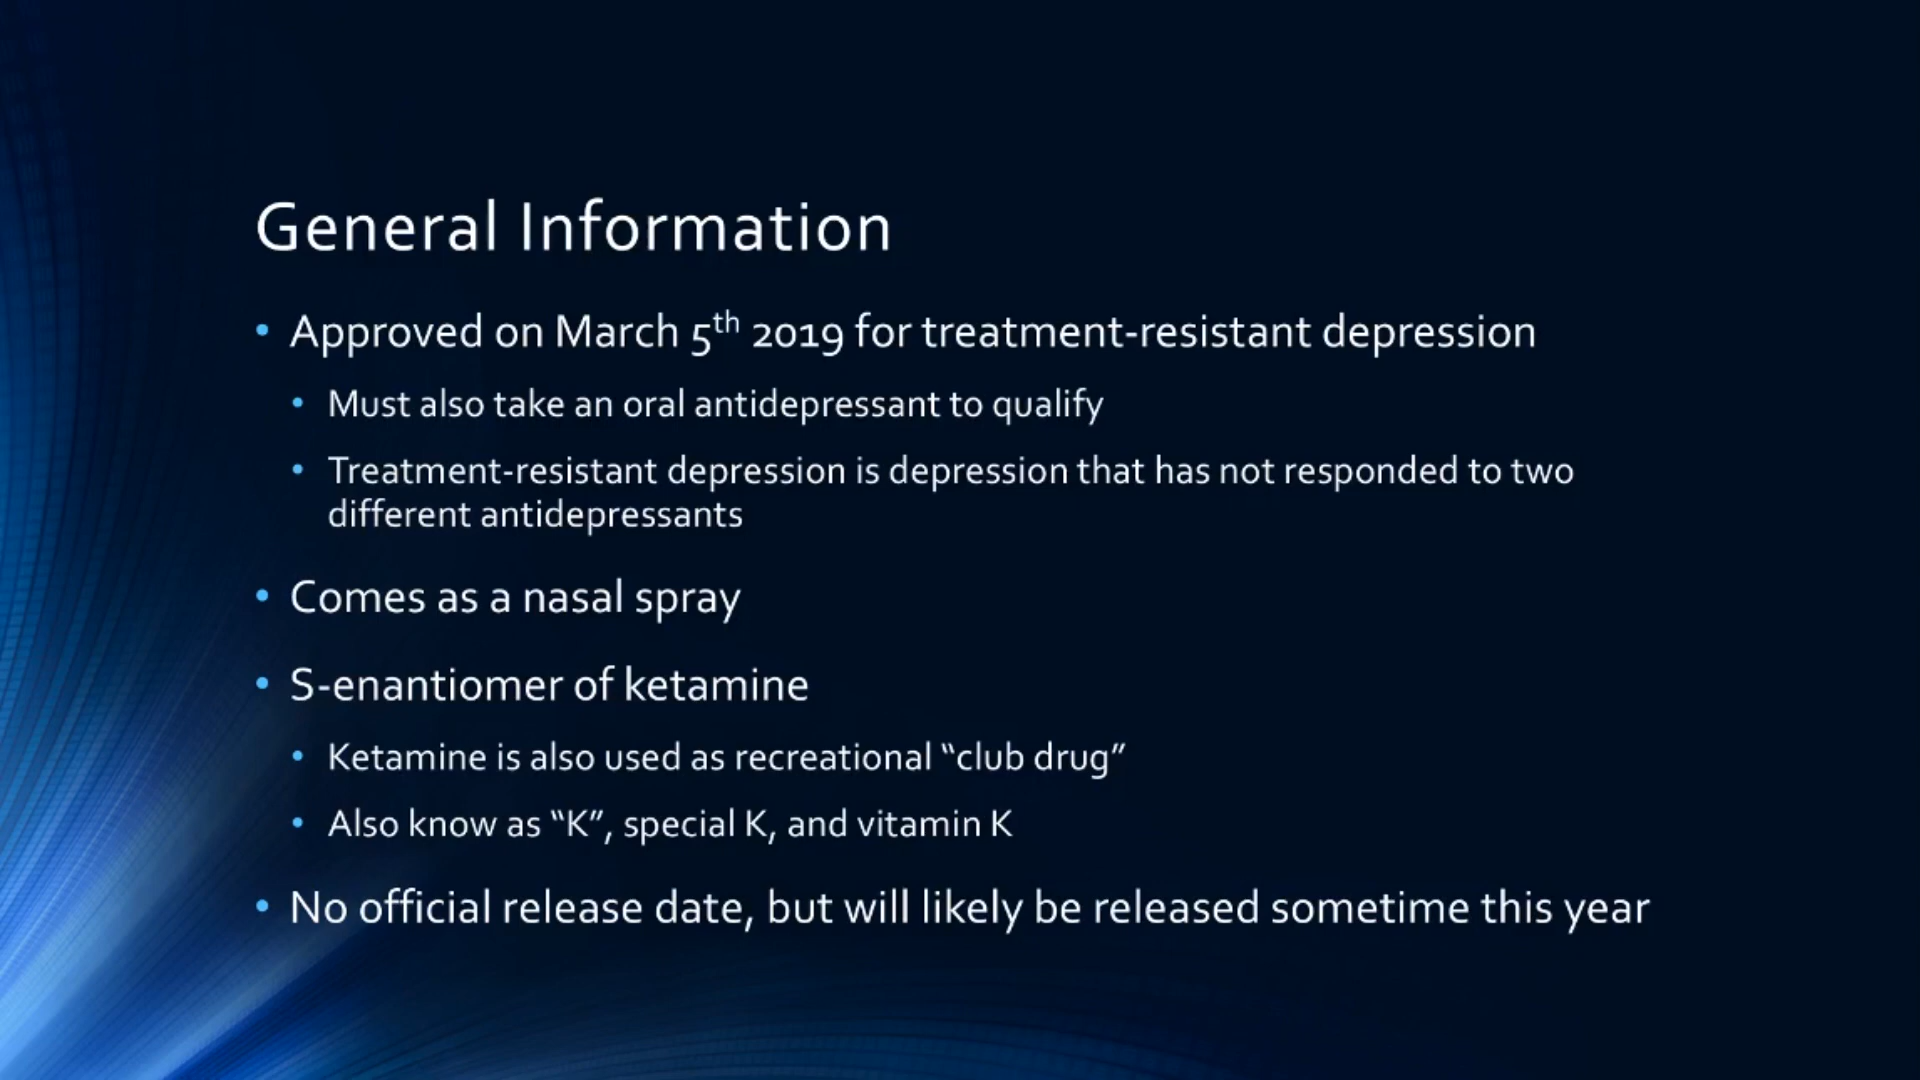 General Information
• Approved on March 5th 2019 for treatment-resistant depression
• Must also take an oral antidepressant to qualify
• Treatment-resistant depression is depression that has not responded to two
different antidepressants
• Comes as a nasal spray
• S-enantiomer of ketamine
• Ketamine is also used as recreational “club drug”
• Also know as “K”, special K, and vitamin K
• No official release date, but will likely be released sometime this year